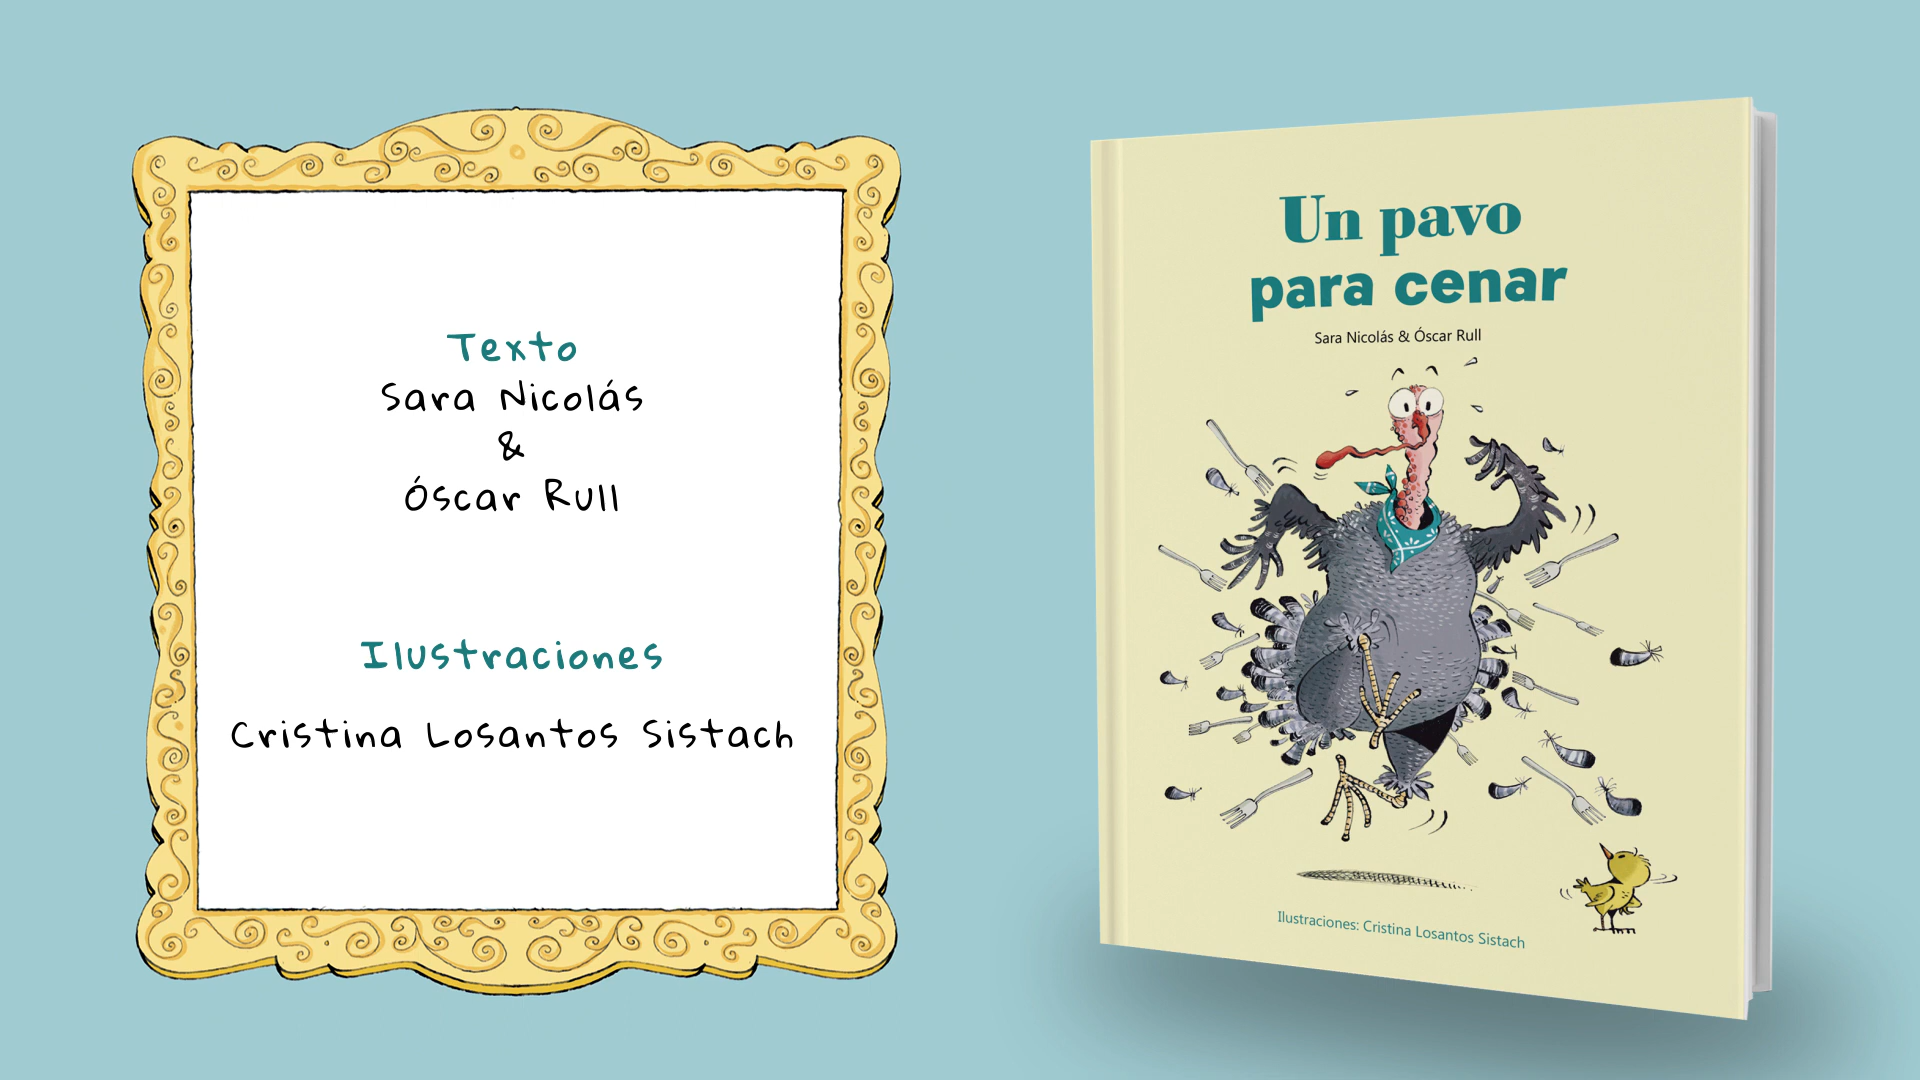 Texto
Sara Nicolás
&
Óscar Rull
Ilustraciones
Cristina Losantos Sistach
Un pavo
para cenar
Sara Nicolás & Óscar Rull
Ilustraciones: Cristina Losantos Sistach